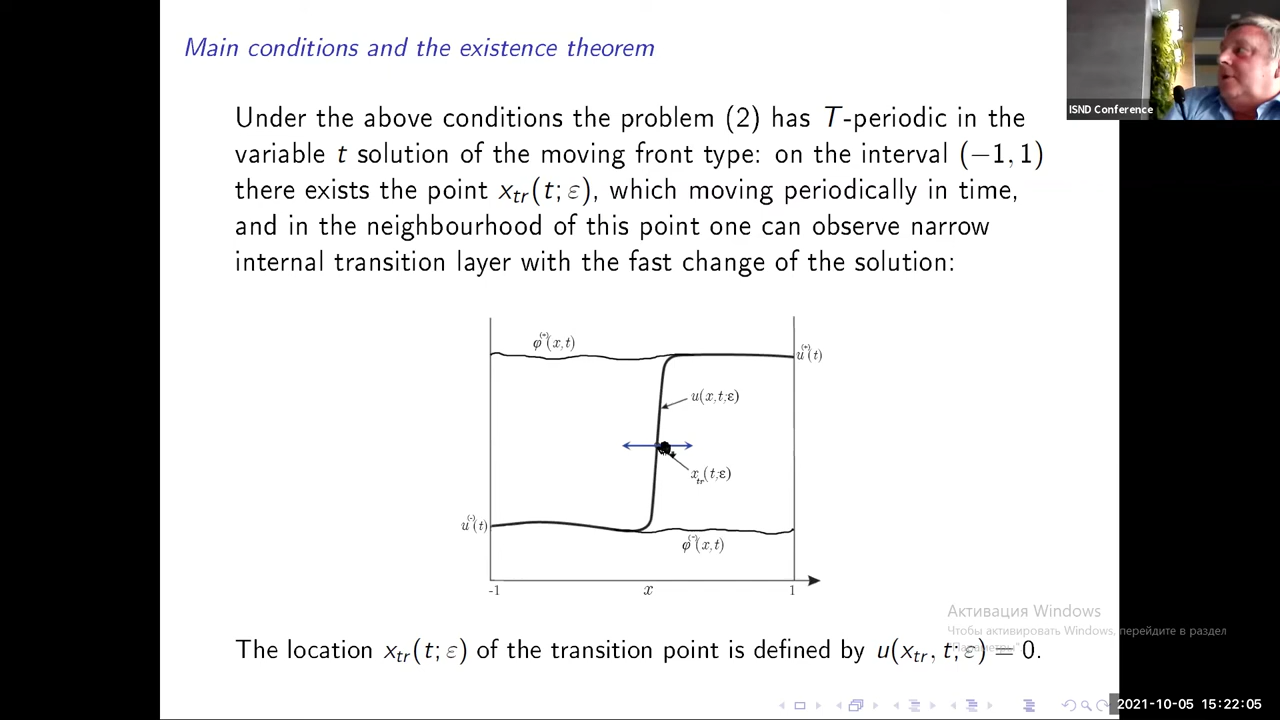 Main conditions and the existence theorem
ISND Conference
Under the above conditions the problem (2) has T-periodic in the
variable t solution of the moving front type: on the interval (−1, 1)
there exists the point x_tr(t; ε), which moving periodically in time,
and in the neighbourhood of this point one can observe narrow
internal transition layer with the fast change of the solution:
φ^(+)(x,t)
u^(+)(t)
u(x,t;ε)
x_tr(t;ε)
u^(-)(t)
φ^(-)(x,t)
-1 x 1
Активация Windows
Чтобы активировать Windows, перейдите в раздел
"Параметры".
The location x_tr(t; ε) of the transition point is defined by u(x_tr, t; ε) = 0.
2021-10-05 15:22:05